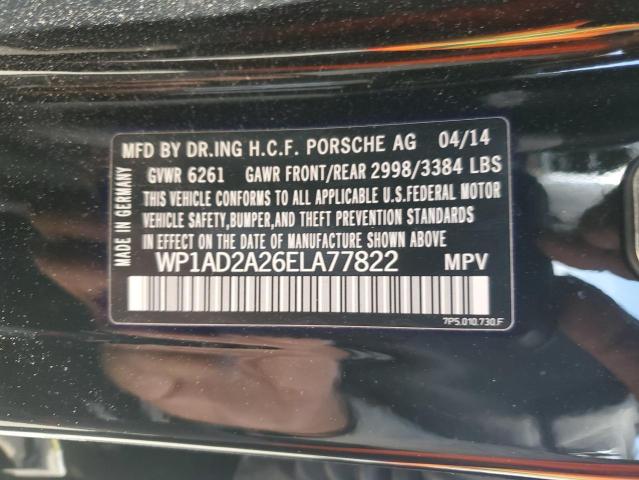 MFD BY DR.ING H.C.F. PORSCHE AG 04/14
GVWR 6261 GAWR FRONT/REAR 2998/3384 LBS
THIS VEHICLE CONFORMS TO ALL APPLICABLE U.S.FEDERAL MOTOR
VEHICLE SAFETY,BUMPER,AND THEFT PREVENTION STANDARDS
IN EFFECT ON THE DATE OF MANUFACTURE SHOWN ABOVE
WP1AD2A26ELA77822 MPV
7P5.010.730.F
MADE IN GERMANY